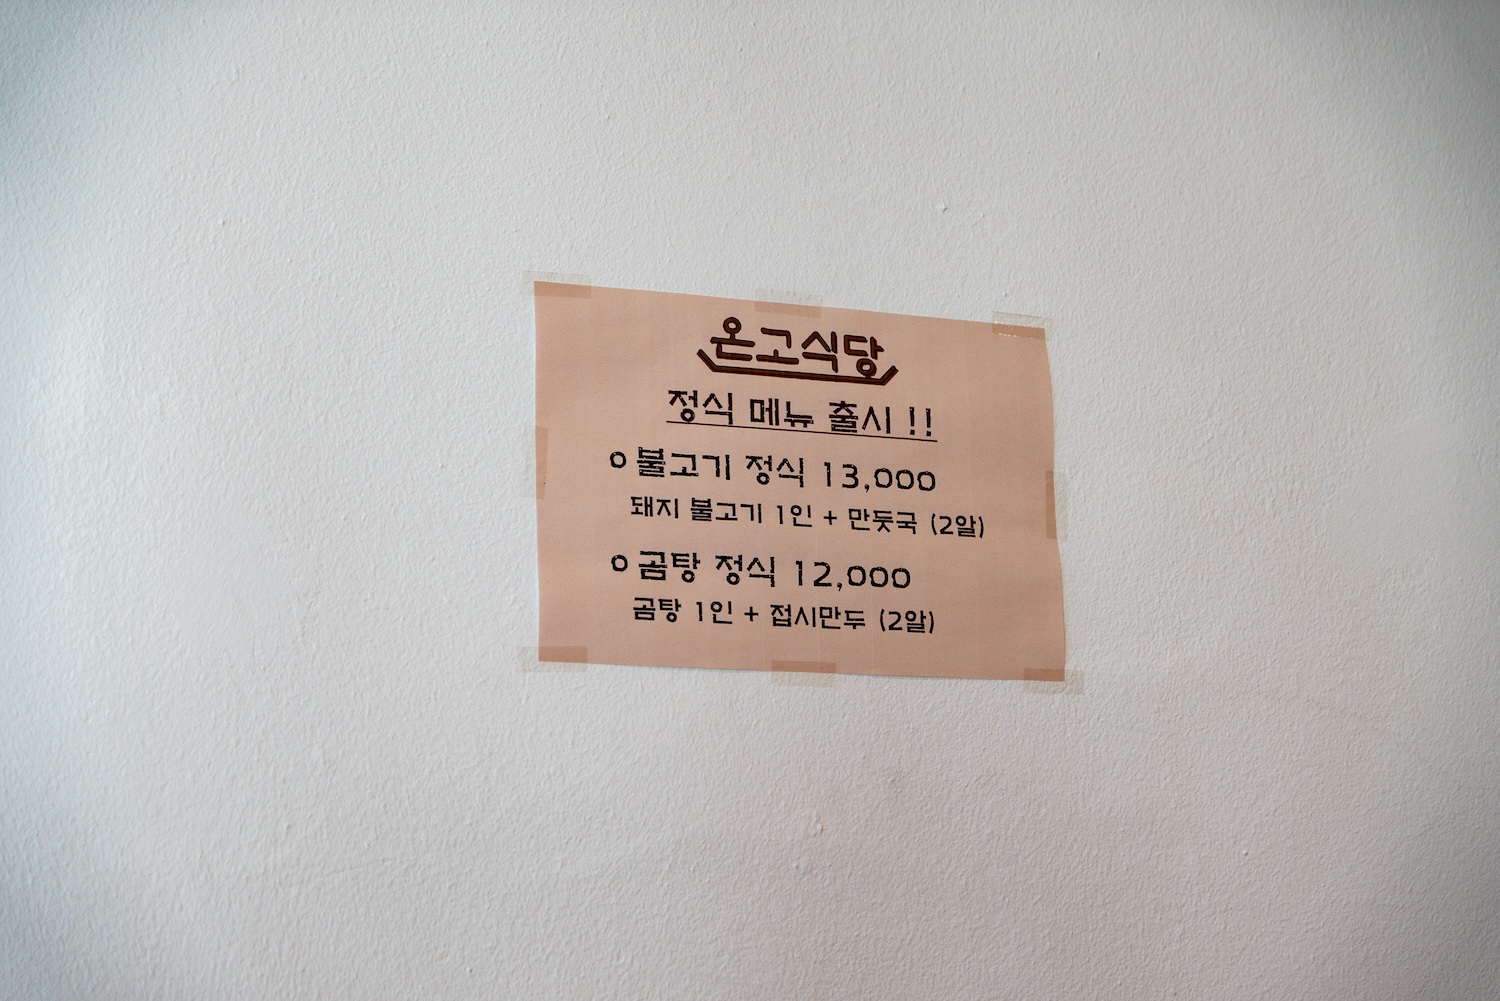 온고식당
정식 메뉴 출시 !!
ㅇ불고기 정식 13,000
돼지 불고기 1인 + 만둣국 (2알)
ㅇ곰탕 정식 12,000
곰탕 1인 + 접시만두 (2알)